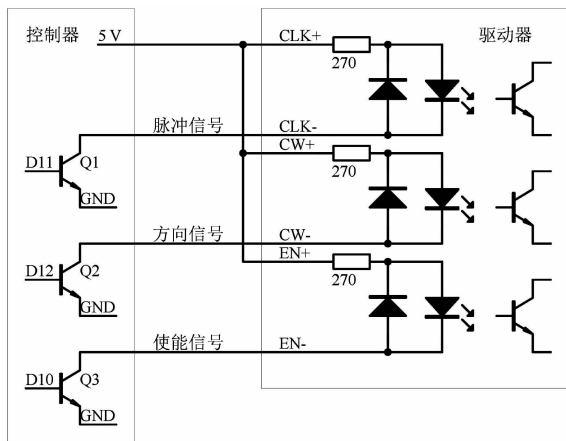 控制器
5 V
CLK+
驱动器
270
脉冲信号
CLK-
CW+
D11
Q1
270
GND
方向信号
CW-
EN+
D12
Q2
270
GND
使能信号
EN-
D10
Q3
GND